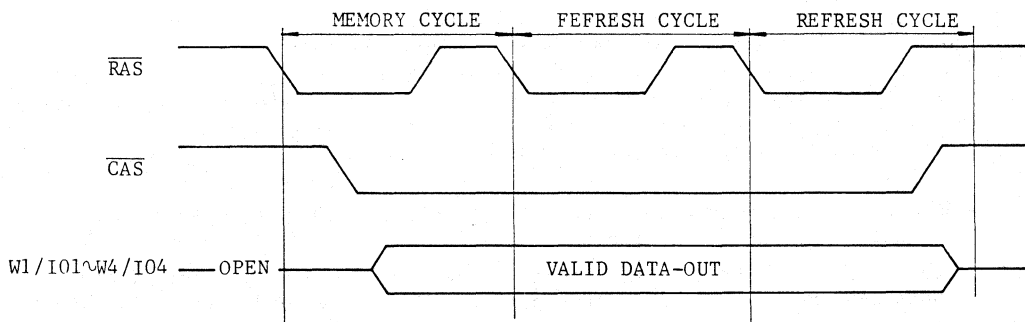 MEMORY CYCLE FEFRESH CYCLE REFRESH CYCLE
RAS
CAS
W1/IO1~W4/IO4 OPEN VALID DATA-OUT